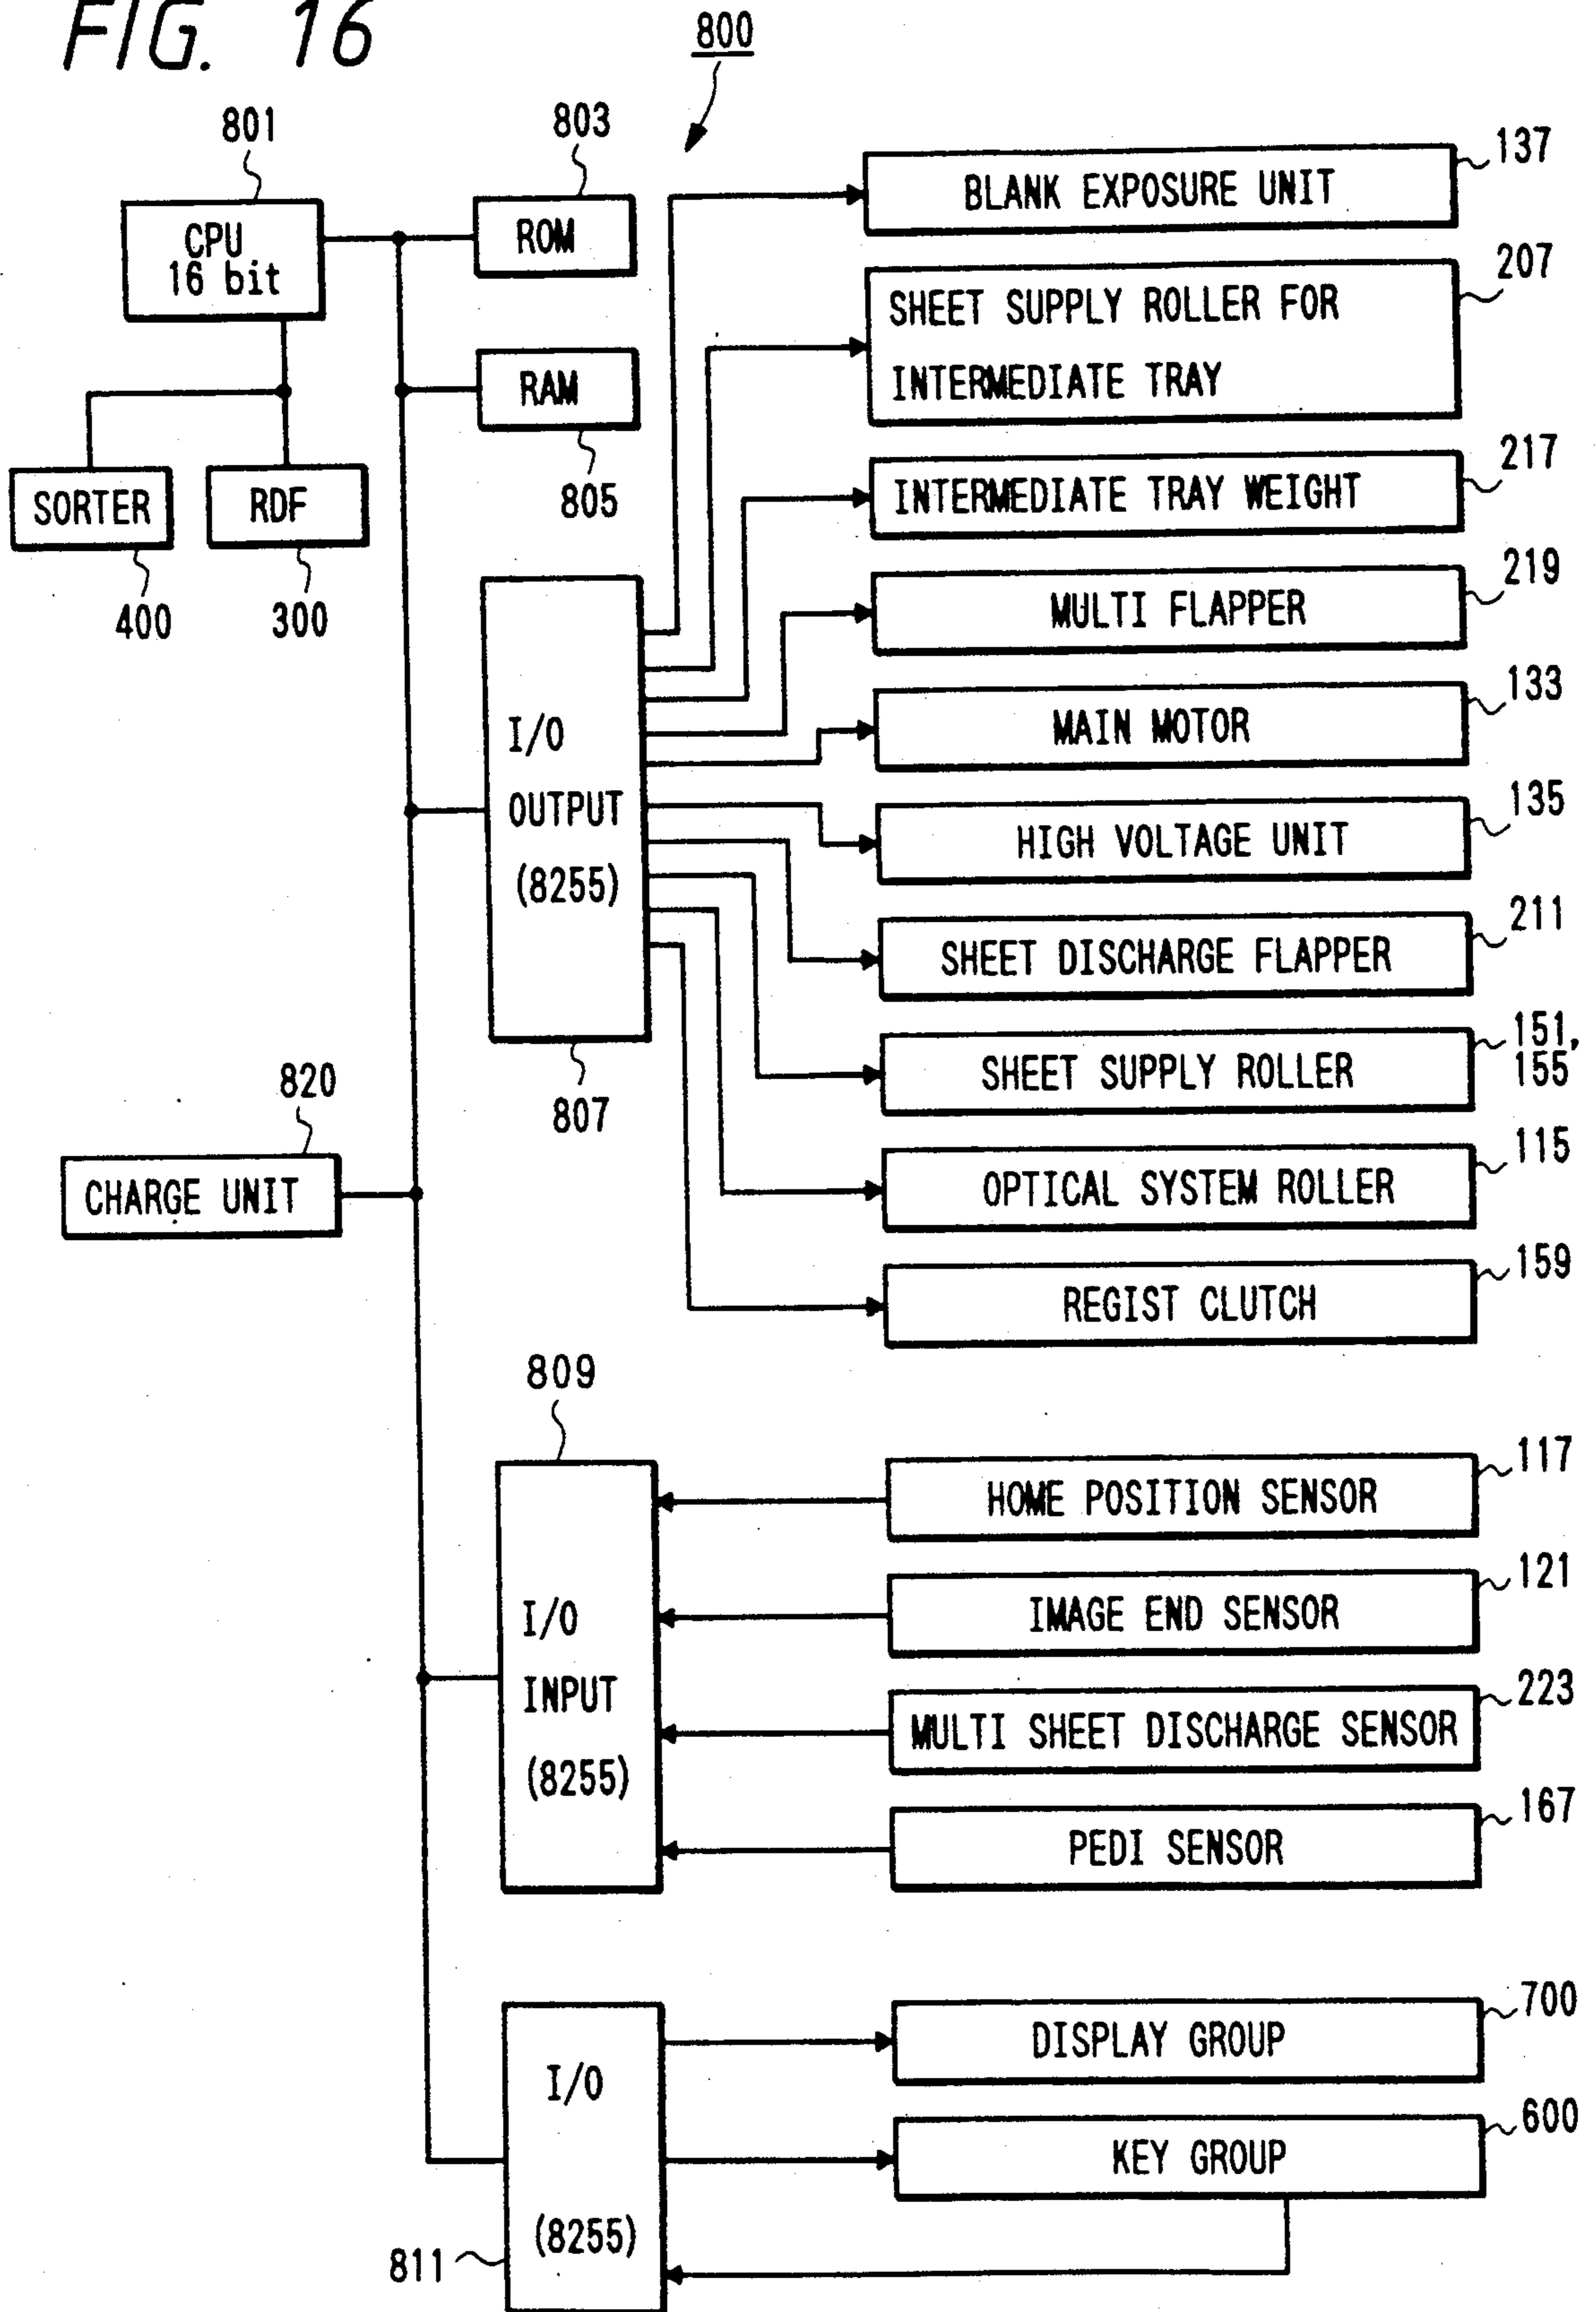 FIG. 16
800
801
803
CPU
16 bit
ROM
RAM
805
SORTER
RDF
400
300
BLANK EXPOSURE UNIT
137
SHEET SUPPLY ROLLER FOR
INTERMEDIATE TRAY
207
INTERMEDIATE TRAY WEIGHT
217
MULTI FLAPPER
219
MAIN MOTOR
133
HIGH VOLTAGE UNIT
135
SHEET DISCHARGE FLAPPER
211
SHEET SUPPLY ROLLER
151,
155
OPTICAL SYSTEM ROLLER
115
REGIST CLUTCH
159
I/O
OUTPUT
(8255)
807
820
CHARGE UNIT
809
I/O
INPUT
(8255)
HOME POSITION SENSOR
117
IMAGE END SENSOR
121
MULTI SHEET DISCHARGE SENSOR
223
PEDI SENSOR
167
I/O
(8255)
811
DISPLAY GROUP
700
KEY GROUP
600